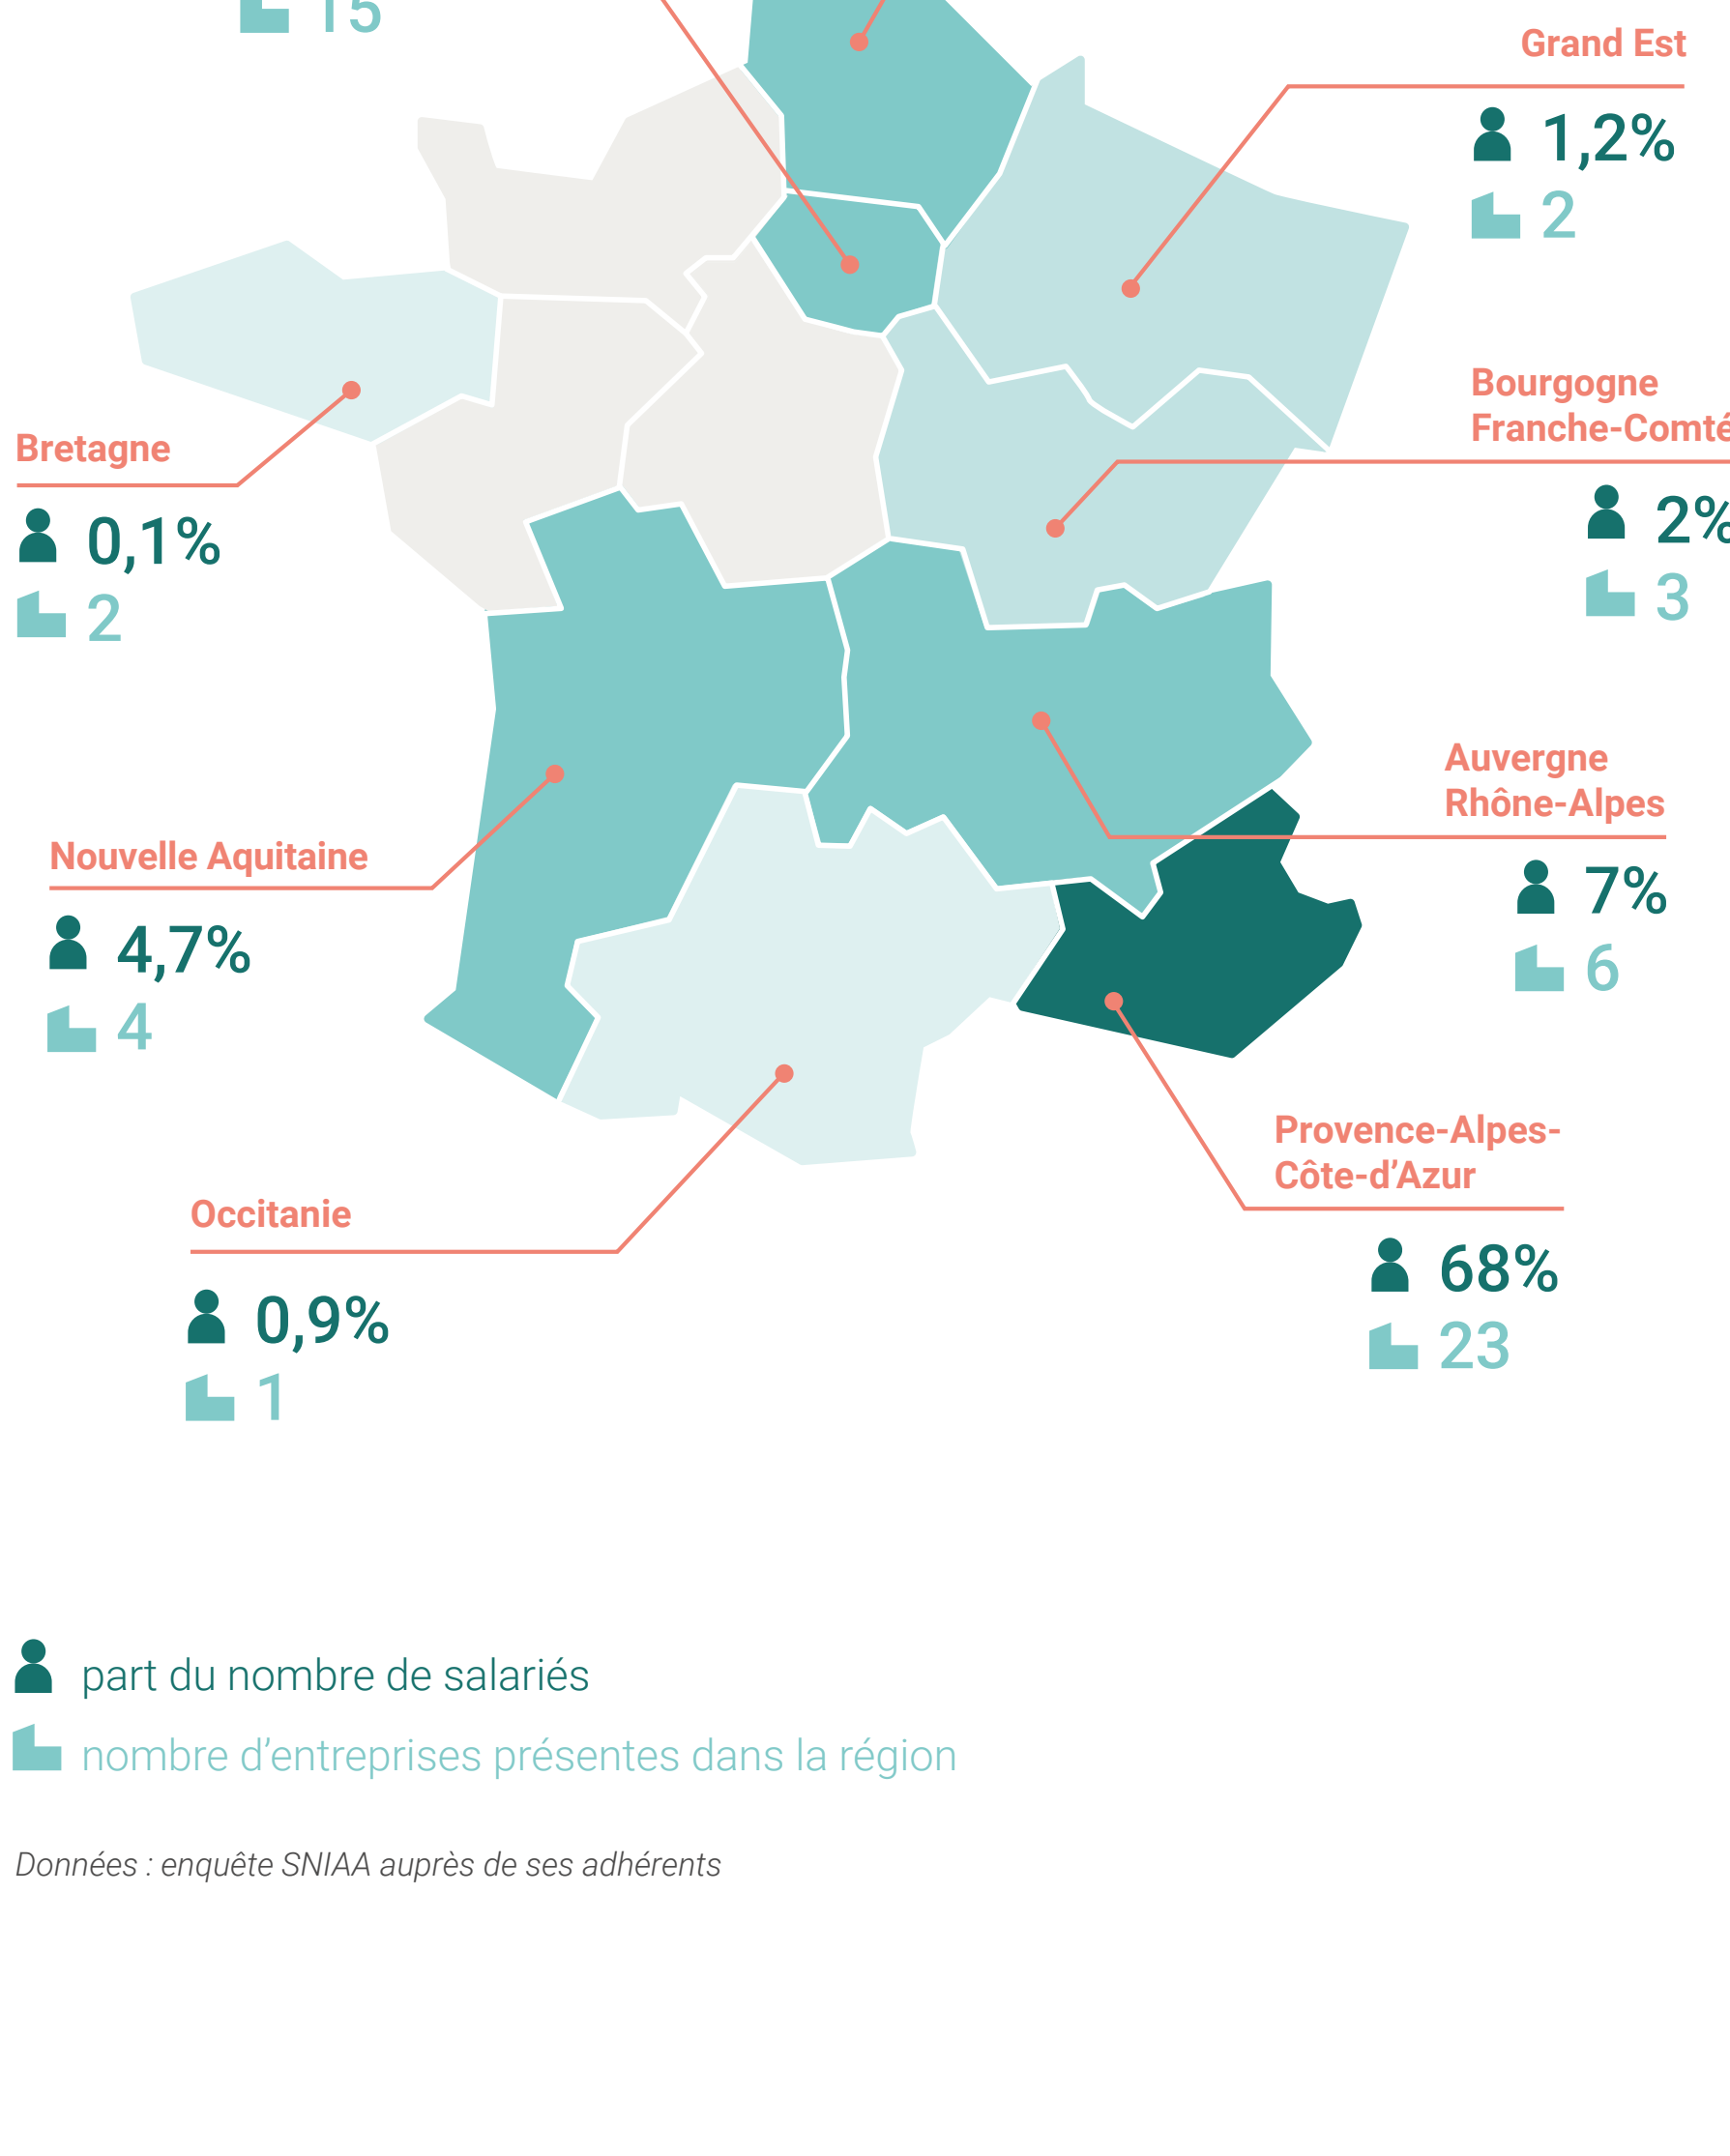 15
Grand Est
1,2%
2
Bourgogne
Franche-Comté
2%
3
Bretagne
0,1%
2
Auvergne
Rhône-Alpes
7%
6
Nouvelle Aquitaine
4,7%
4
Provence-Alpes-
Côte-d’Azur
68%
23
Occitanie
0,9%
1
part du nombre de salariés
nombre d’entreprises présentes dans la région
Données : enquête SNIAA auprès de ses adhérents